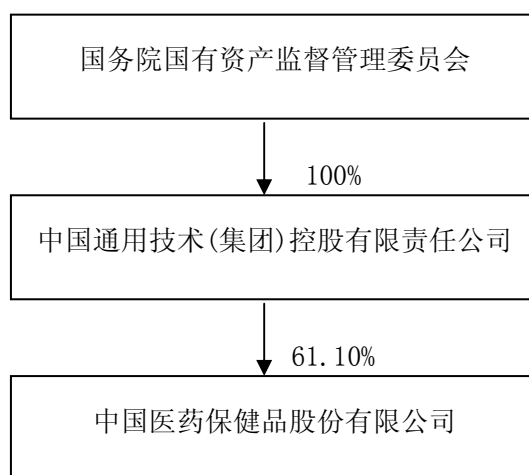 国务院国有资产监督管理委员会
100%
中国通用技术(集团)控股有限责任公司
61.10%
中国医药保健品股份有限公司